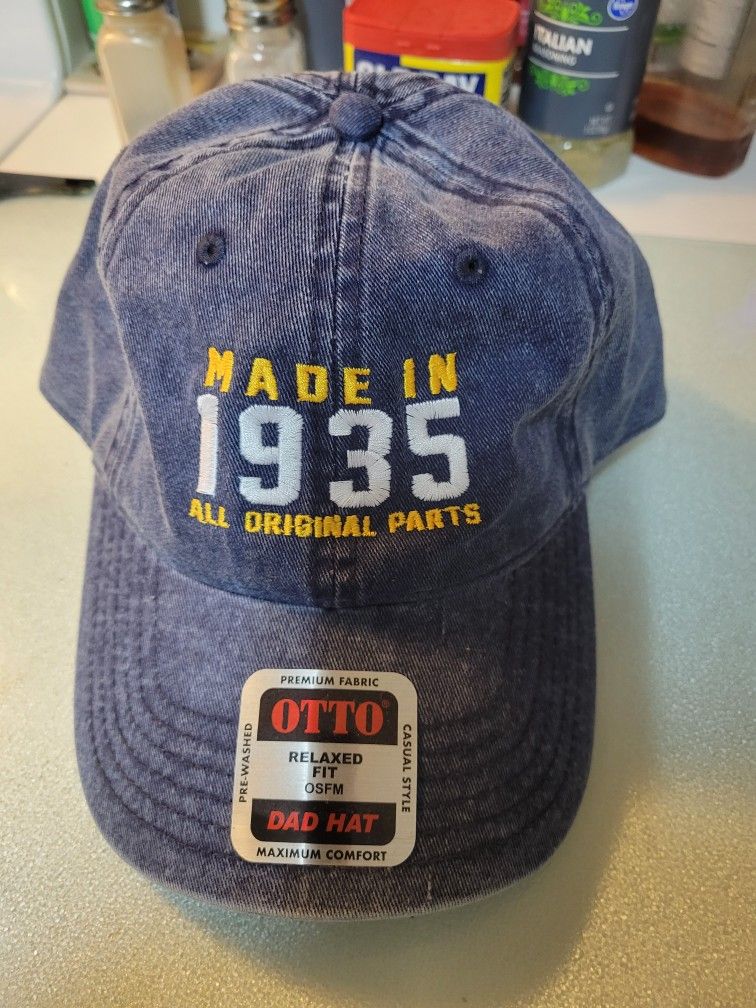 ITALIAN
SEASONING
MADE IN
1935
ALL ORIGINAL PARTS
PREMIUM FABRIC
OTTO®
PRE-WASHED
RELAXED
FIT
OSFM
CASUAL STYLE
DAD HAT
MAXIMUM COMFORT